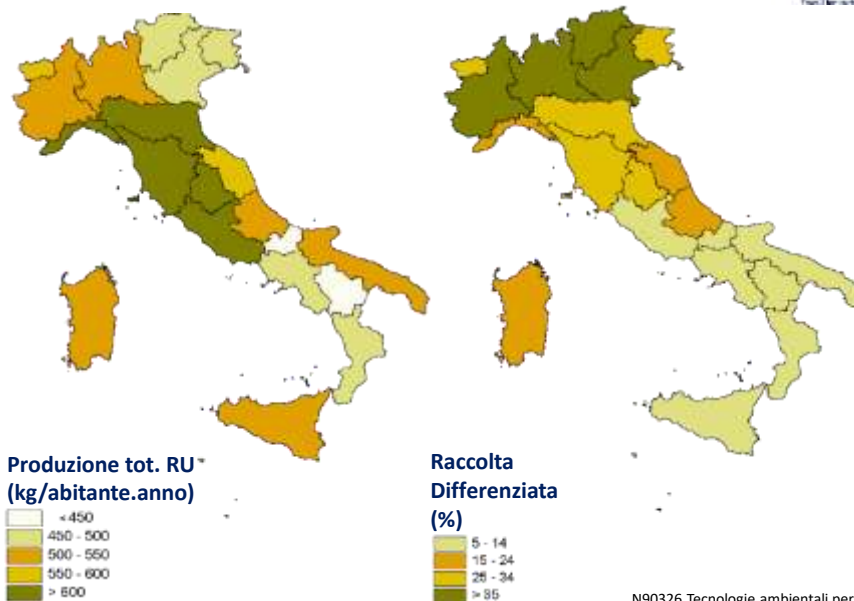 Produzione tot. RU
(kg/abitante.anno)
<450
450 - 500
500 - 550
550 - 600
> 600
Raccolta
Differenziata
(%)
5 - 14
15 - 24
25 - 34
> 35
N90326 Tecnologie ambientali per